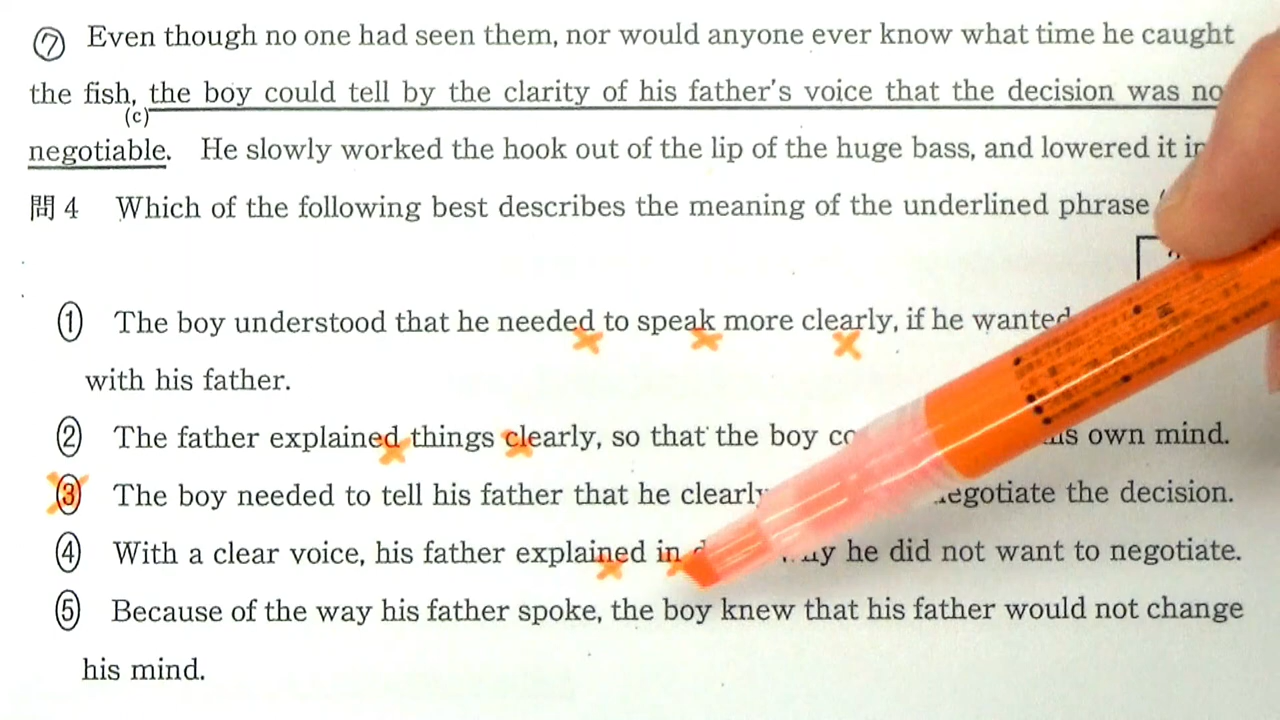 ⑦ Even though no one had seen them, nor would anyone ever know what time he caught
the fish, the boy could tell by the clarity of his father's voice that the decision was no
(c)
negotiable. He slowly worked the hook out of the lip of the huge bass, and lowered it
問4 Which of the following best describes the meaning of the underlined phrase
① The boy understood that he needed to speak more clearly, if he wanted
with his father.
② The father explained things clearly, so that the boy own mind.
③ The boy needed to tell his father that he negotiate the decision.
④ With a clear voice, his father explained in he did not want to negotiate.
⑤ Because of the way his father spoke, the boy knew that his father would not change
his mind.